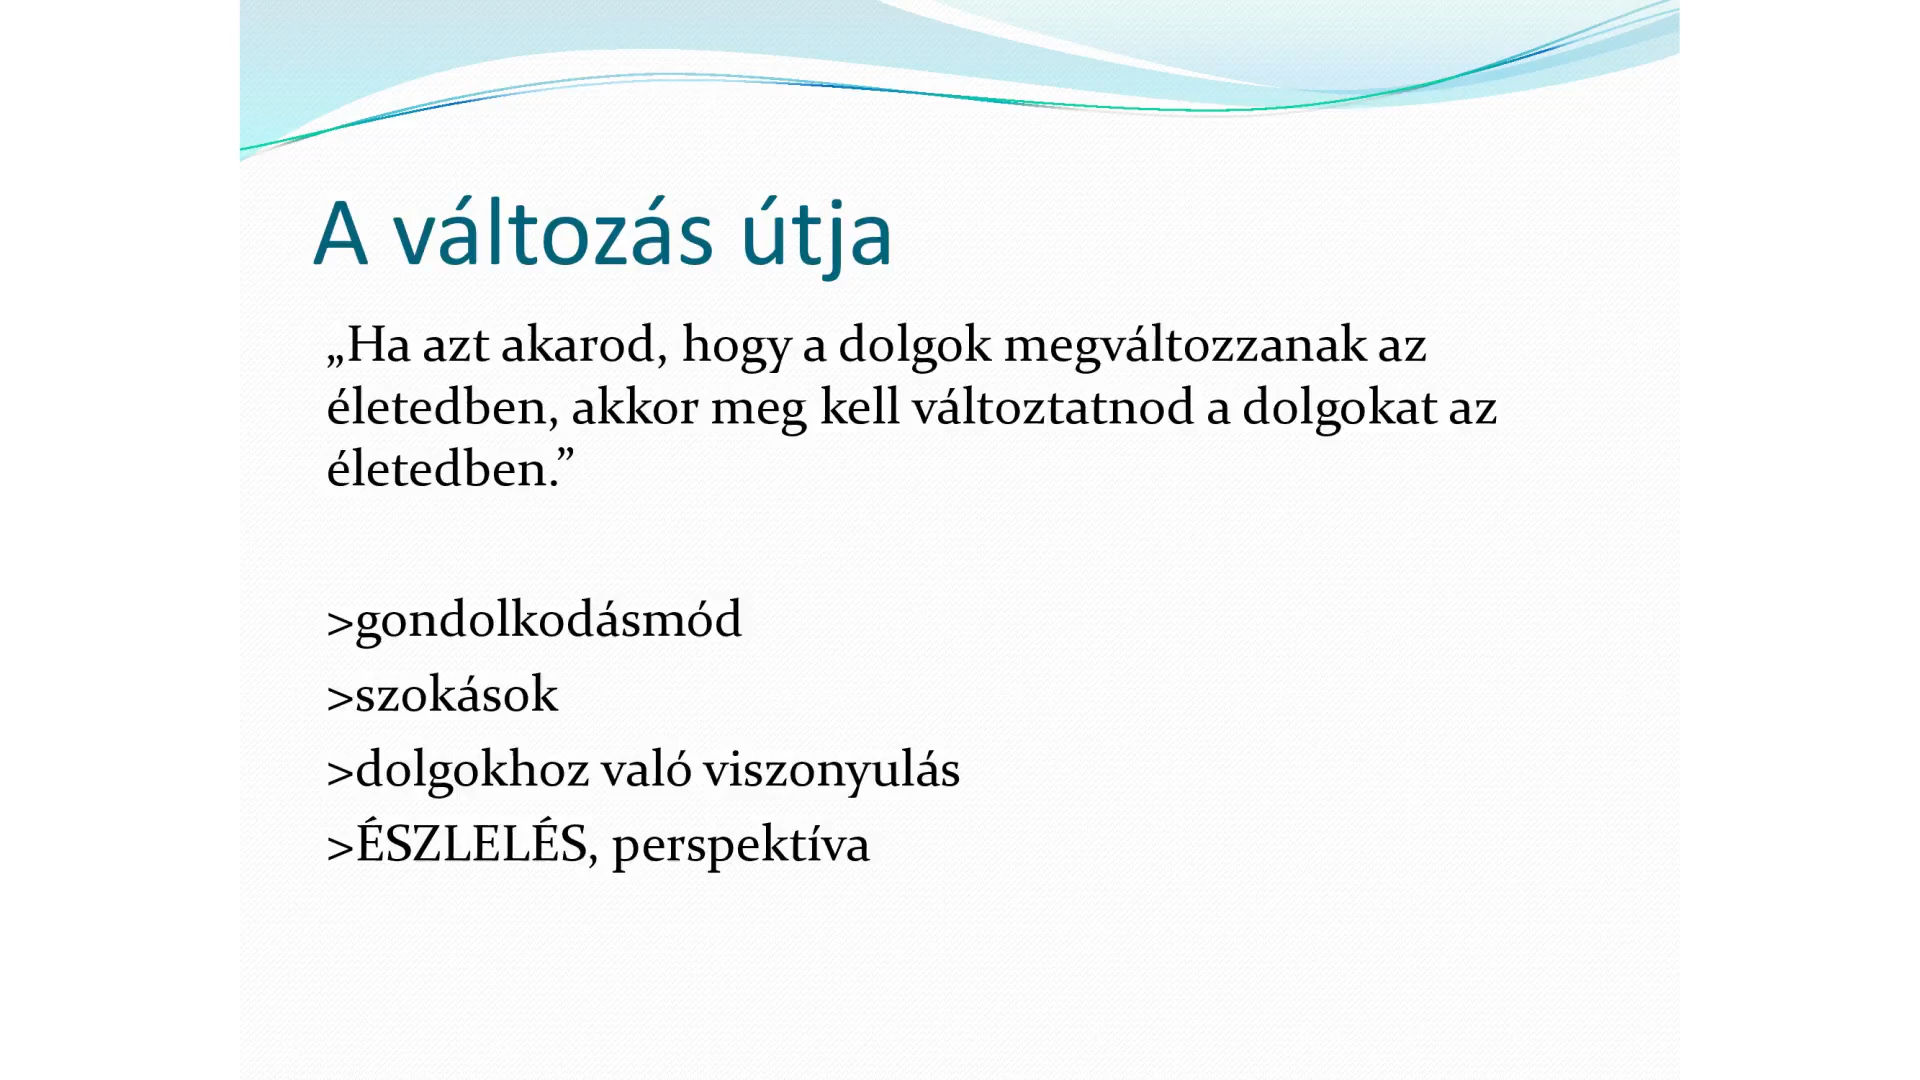 A változás útja
„Ha azt akarod, hogy a dolgok megváltozzanak az
életedben, akkor meg kell változtatnod a dolgokat az
életedben.”
>gondolkodásmód
>szokások
>dolgokhoz való viszonyulás
>ÉSZLELÉS, perspektíva